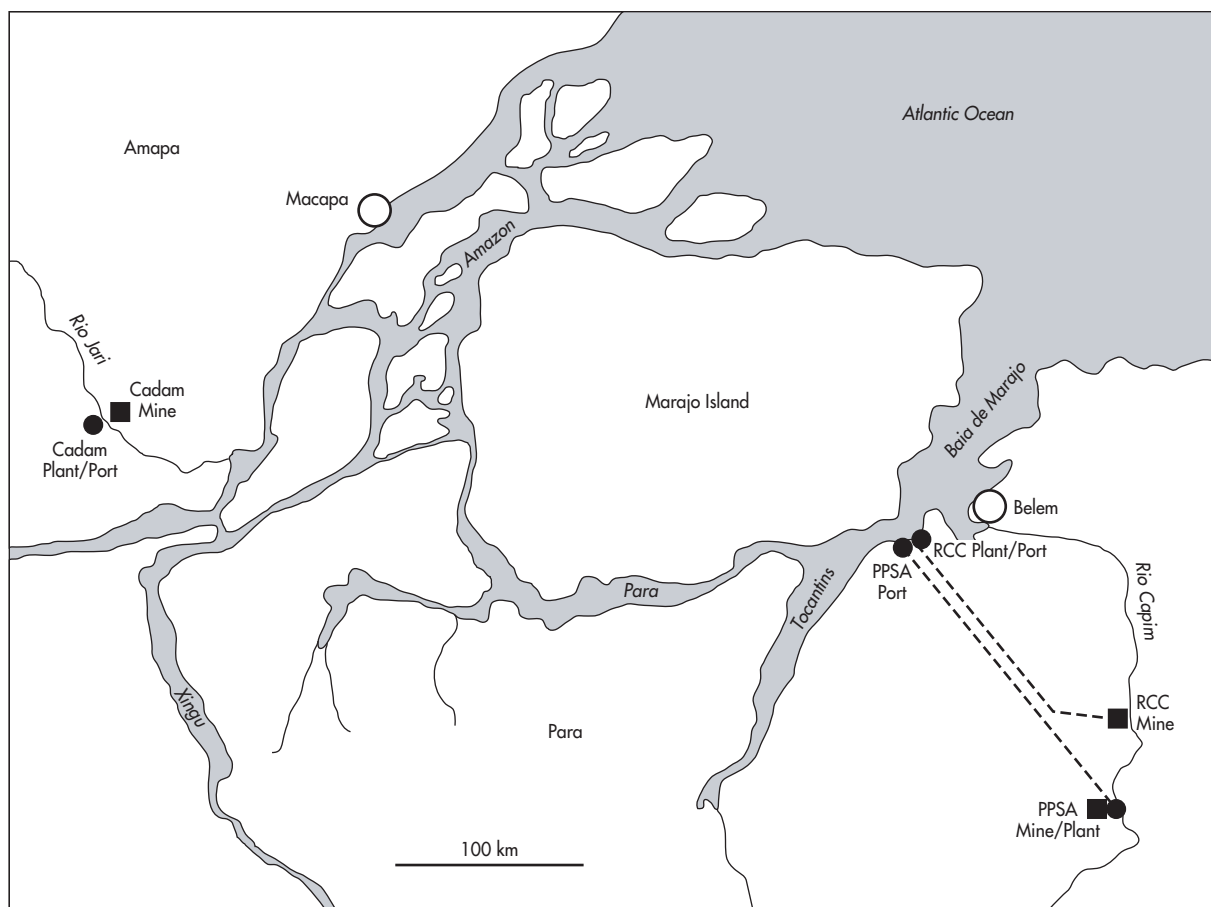 Atlantic Ocean
Amapa
Macapa
Amazon
Rio Jari
Cadam
Mine
Cadam
Plant/Port
Marajo Island
Baia de Marajo
Belem
RCC Plant/Port
PPSA
Port
Rio Capim
Para
Tocantins
Xingu
Para
RCC
Mine
PPSA
Mine/Plant
100 km